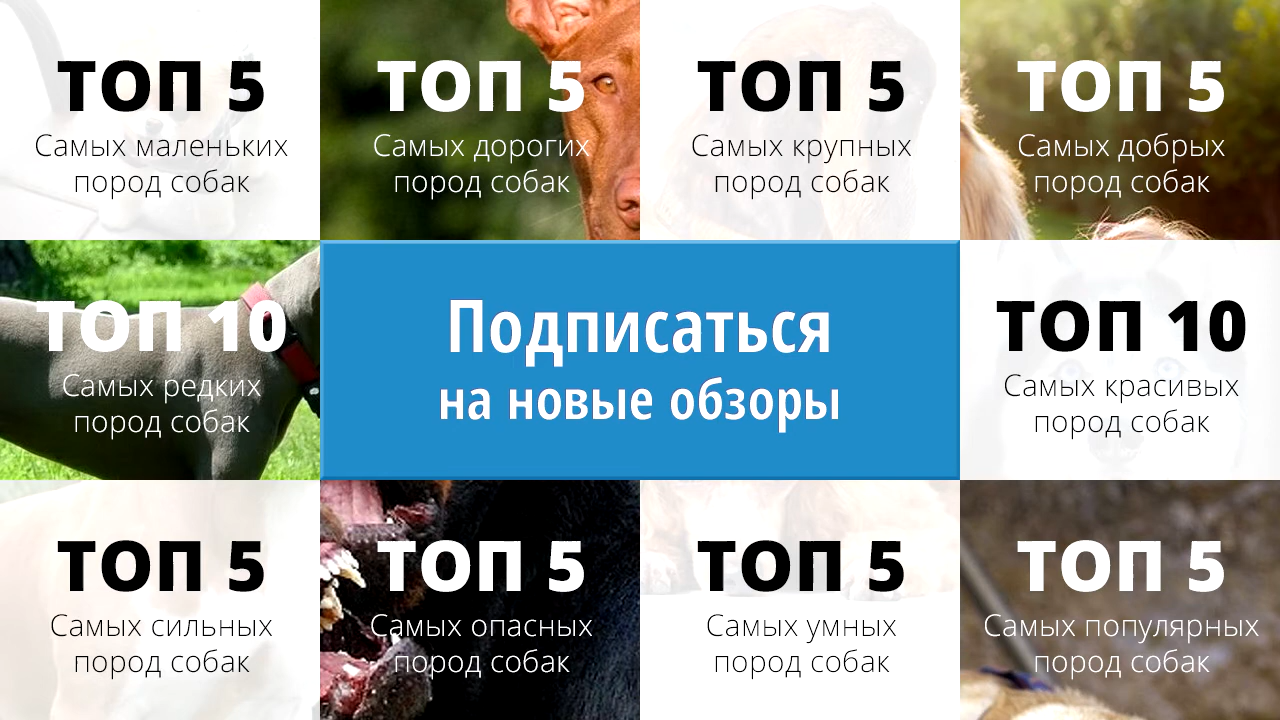 ТОП 5
Самых маленьких
пород собак
ТОП 5
Самых дорогих
пород собак
ТОП 5
Самых крупных
пород собак
ТОП 5
Самых добрых
пород собак
ТОП 10
Самых редких
пород собак
Подписаться
на новые обзоры
ТОП 10
Самых красивых
пород собак
ТОП 5
Самых сильных
пород собак
ТОП 5
Самых опасных
пород собак
ТОП 5
Самых умных
пород собак
ТОП 5
Самых популярных
пород собак